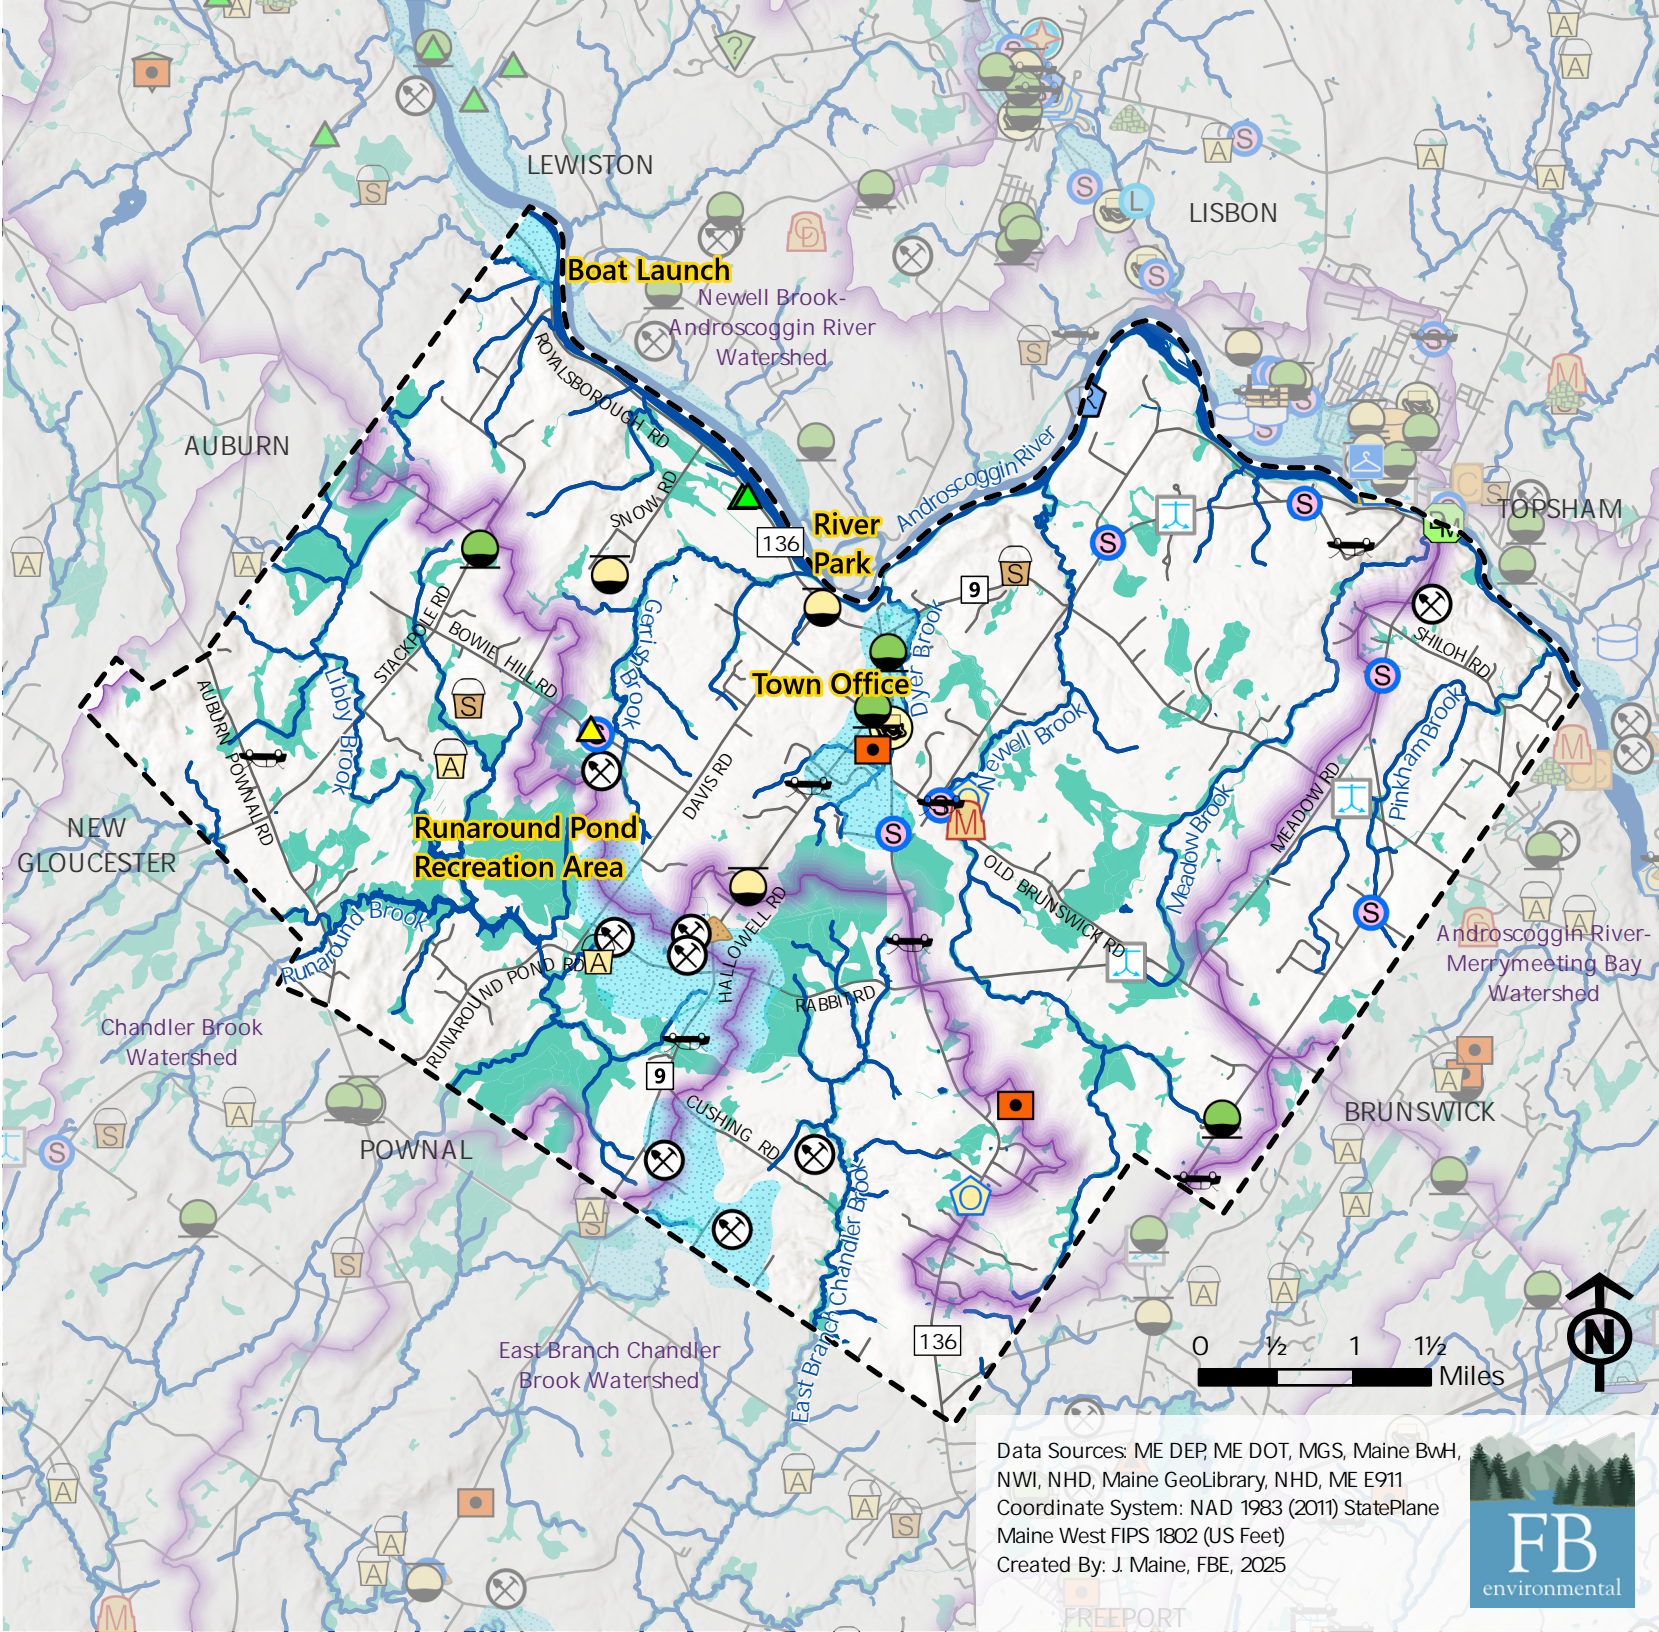 LEWISTON
LISBON
Boat Launch
Newell Brook-
Androscoggin River
Watershed
ROYALSBOROUGH RD
AUBURN
SNOW RD
Androscoggin River
TOPSHAM
River
Park
136
9
S
STACKPOLE RD
BOWIE HILL RD
Gerrish Brook
Dyer Brook
SHILOH RD
Town Office
AUBURN POWNAL RD
Libby Brook
S
A
DAVIS RD
Newell Brook
Pinkham Brook
MEADOW RD
Meadow Brook
NEW
GLOUCESTER
Runaround Pond
Recreation Area
M
OLD BRUNSWICK RD
Runaround Brook
Runaround
HALLOWELL RD
RUNAROUND POND RD
A
RABBIT RD
Androscoggin River-
Merrymeeting Bay
Watershed
Chandler Brook
Watershed
9
CUSHING RD
BRUNSWICK
POWNAL
O
East Branch Chandler Brook
East Branch Chandler
Brook Watershed
136
0 ½ 1 1½
Miles
N
Data Sources: ME DEP, ME DOT, MGS, Maine BwH,
NWI, NHD, Maine GeoLibrary, NHD, ME E911
Coordinate System: NAD 1983 (2011) StatePlane
Maine West FIPS 1802 (US Feet)
Created By: J. Maine, FBE, 2025
FB
environmental
FREEPORT